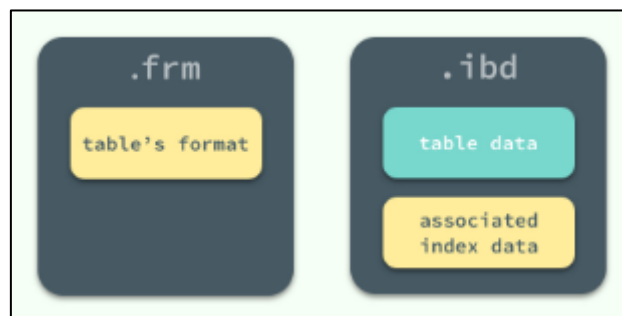 .frm
table's format
.ibd
table data
associated
index data